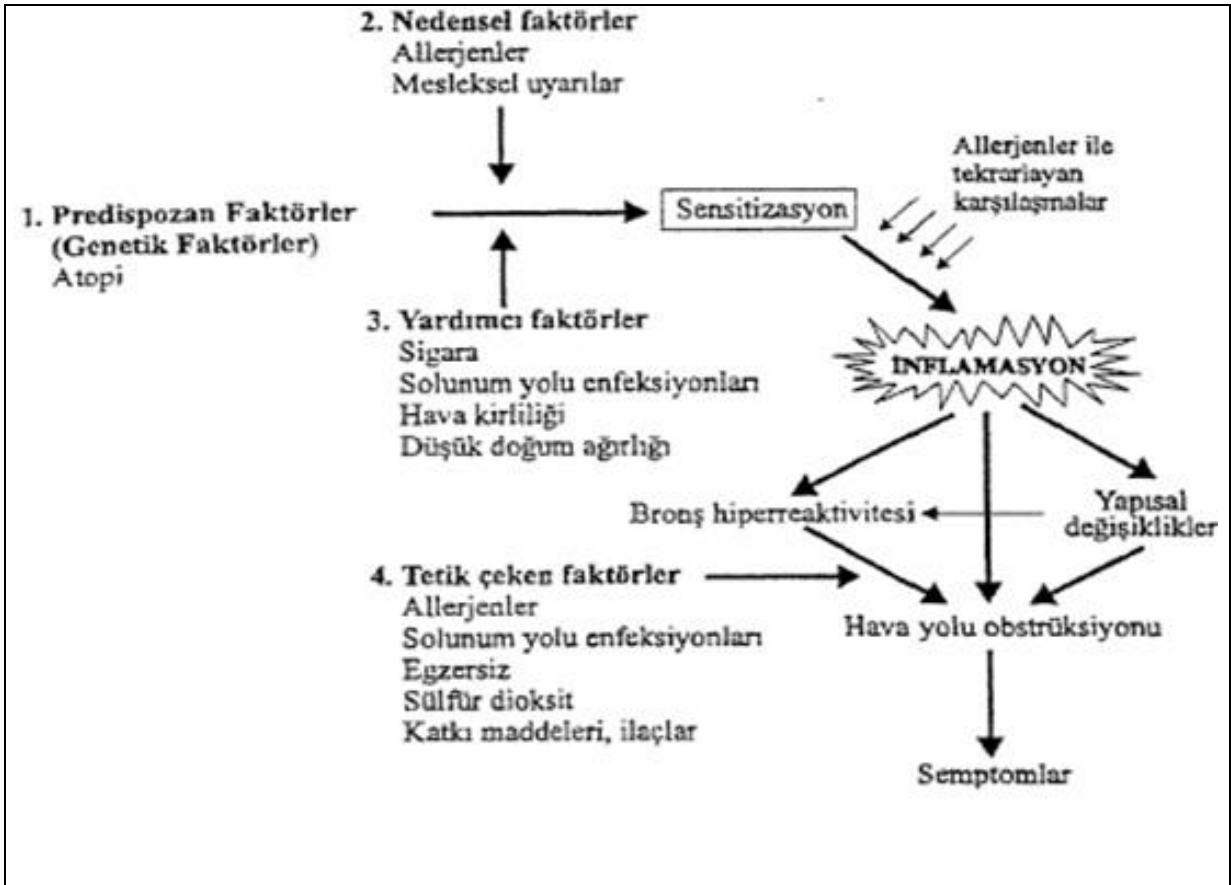 2. Nedensel faktörler
Allerjenler
Mesleksel uyarılar
Allerjenler ile
tekrarlayan
karşılaşmalar
1. Predispozan Faktörler
(Genetik Faktörler)
Atopi
Sensitizasyon
3. Yardımcı faktörler
Sigara
Solunum yolu enfeksiyonları
Hava kirliliği
Düşük doğum ağırlığı
İNFLAMASYON
Bronş hiperreaktivitesi
Yapısal
değişiklikler
4. Tetik çeken faktörler
Allerjenler
Solunum yolu enfeksiyonları
Egzersiz
Sülfür dioksit
Katkı maddeleri, ilaçlar
Hava yolu obstrüksiyonu
Semptomlar